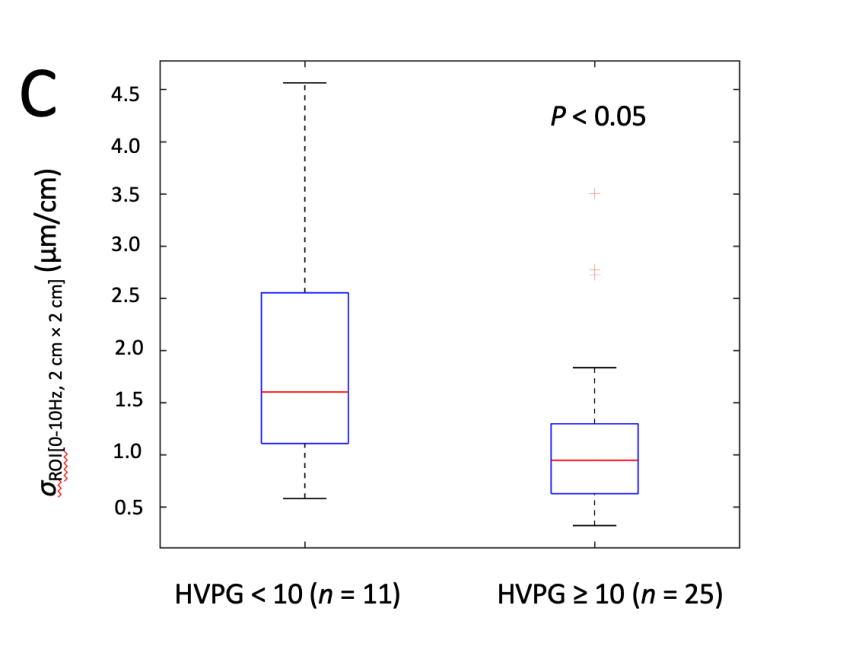 C
P < 0.05
σROI[0-10Hz, 2 cm × 2 cm] (μm/cm)
4.5
4.0
3.5
3.0
2.5
2.0
1.5
1.0
0.5
HVPG < 10 (n = 11)
HVPG ≥ 10 (n = 25)